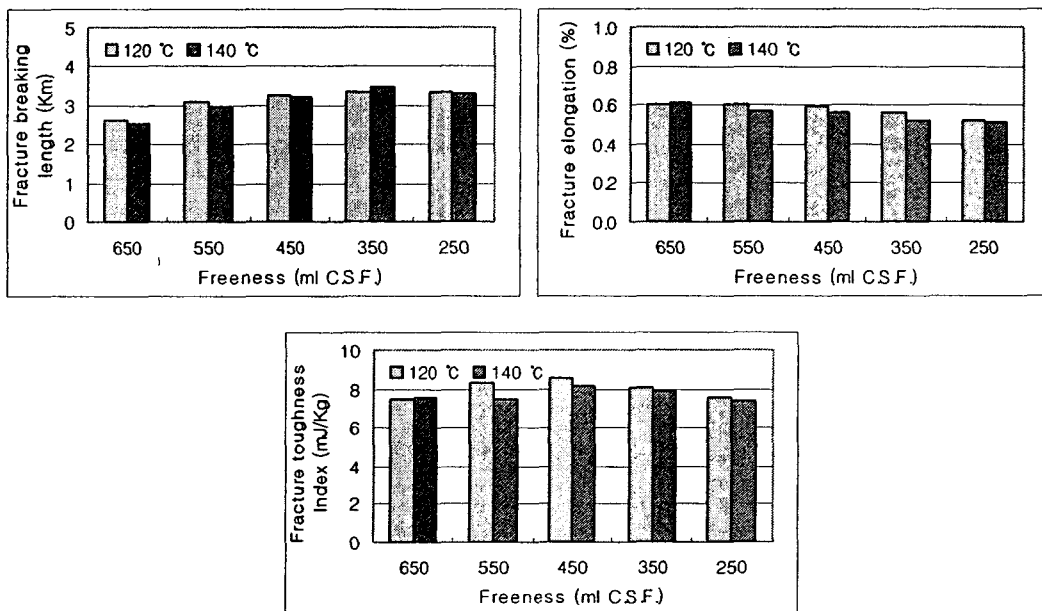 Fracture breaking
length (Km)
5
4
3
2
1
0
120 ℃ 140 ℃
650 550 450 350 250
Freeness (ml C.S.F.)
Fracture elongation (%)
1.0
0.8
0.6
0.4
0.2
0.0
120 ℃ 140 ℃
650 550 450 350 250
Freeness (ml C.S.F.)
Fracture toughness
Index (mJ/Kg)
10
8
6
4
2
0
120 ℃ 140 ℃
650 550 450 350 250
Freeness (ml C.S.F.)